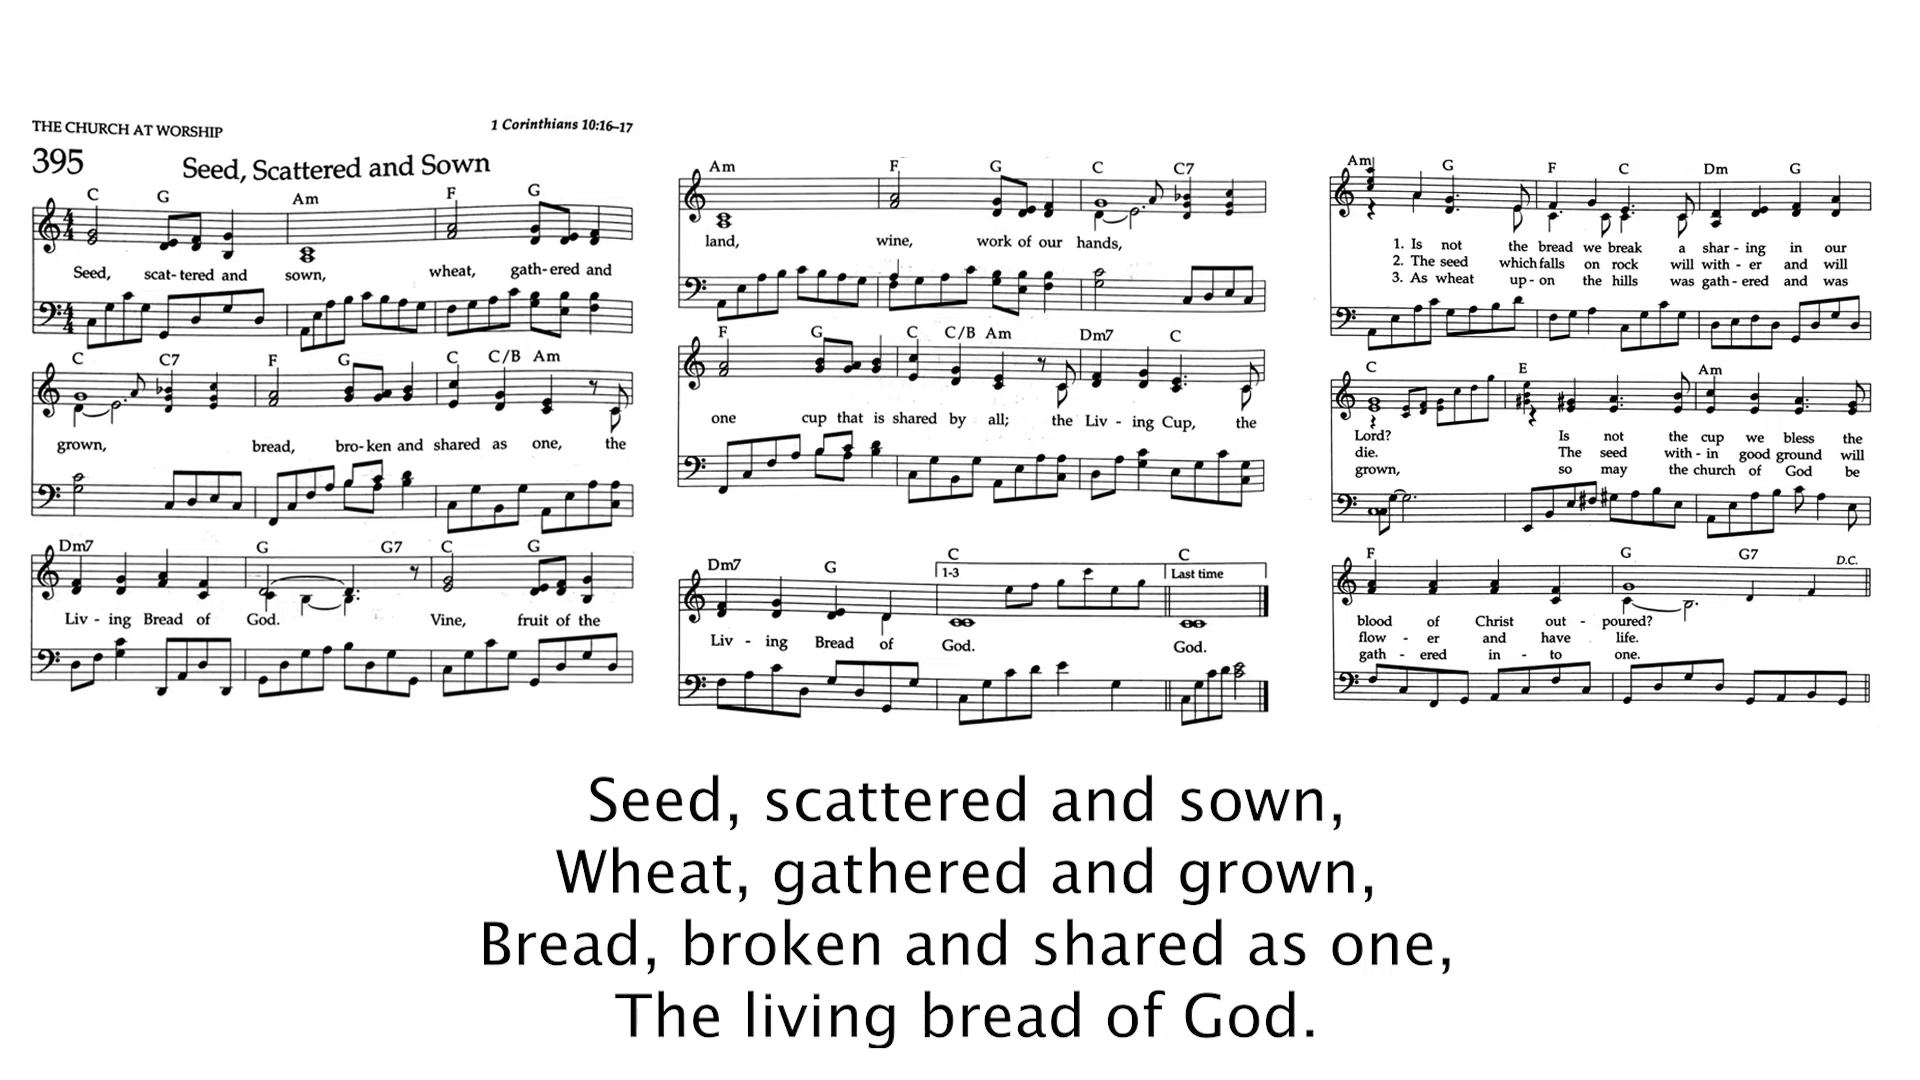 THE CHURCH AT WORSHIP
1 Corinthians 10:16–17
395
Seed, Scattered and Sown
C G Am F G
Seed, scat-tered and sown, wheat, gath-ered and
C C7 F G C C/B Am
grown, bread, bro-ken and shared as one, the
Dm7 G G7 C G
Liv - ing Bread of God. Vine, fruit of the
Am F G C C7
land, wine, work of our hands,
F G C C/B Am Dm7 C
one cup that is shared by all; the Liv - ing Cup, the
Dm7 G C C
1-3 Last time
Liv - ing Bread of God. God.
Am G F C Dm G
1. Is not the bread we break a shar - ing in our
2. The seed which falls on rock will with - er and will
3. As wheat up - on the hills was gath - ered and was
C E Am
Lord? Is not the cup we bless the
die. The seed with - in good ground will
grown, so may the church of God be
F G G7 D.C.
blood of Christ out - poured?
flow - er and have life.
gath - ered in - to one.
Seed, scattered and sown,
Wheat, gathered and grown,
Bread, broken and shared as one,
The living bread of God.